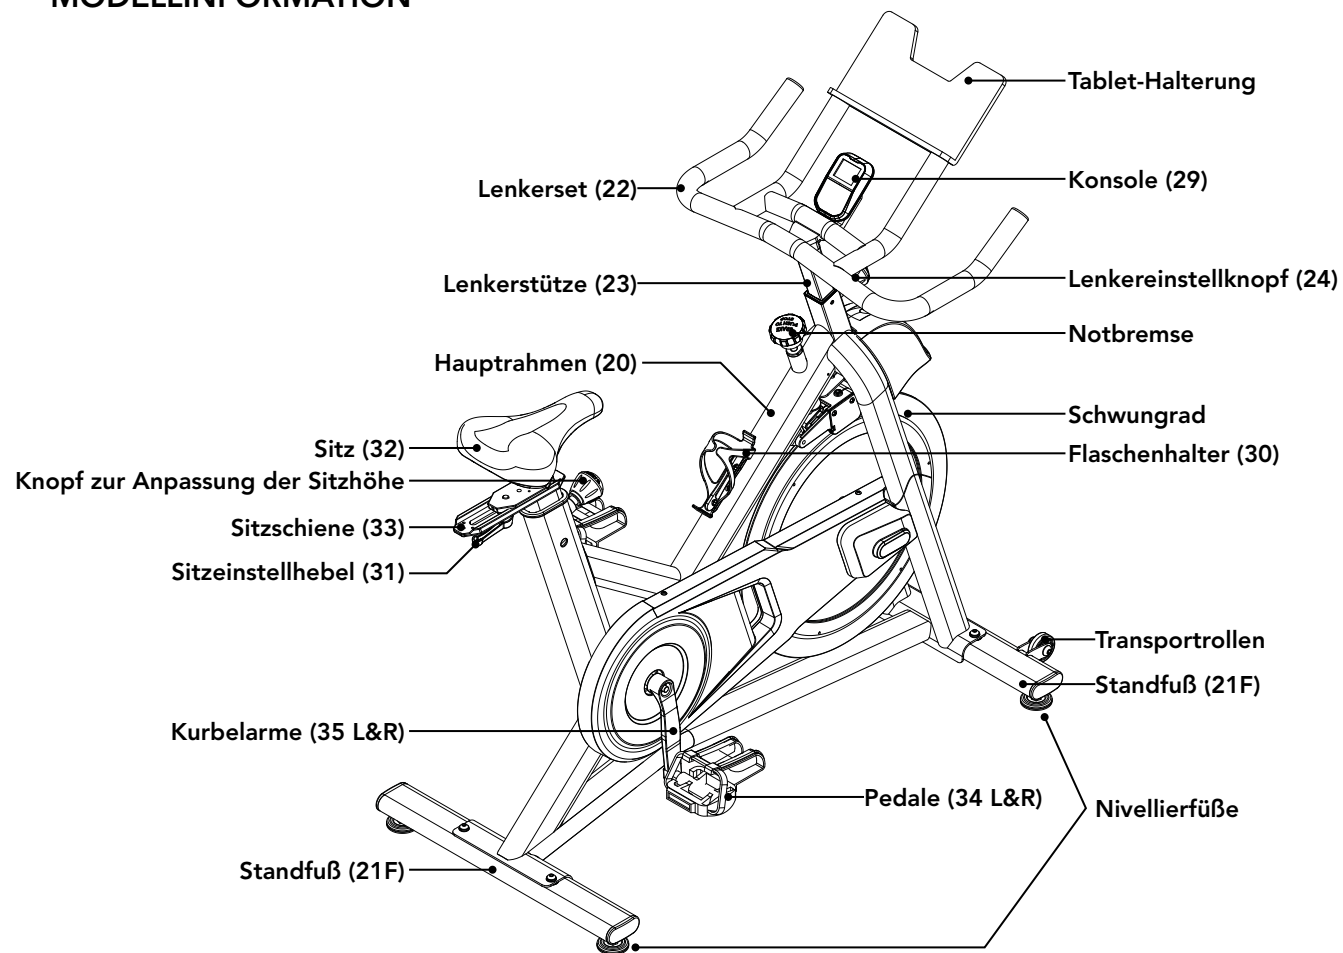 MODELLINFORMATION
Tablet-Halterung
Lenkerset (22)
Konsole (29)
Lenkerstütze (23)
Lenkereinstellknopf (24)
Notbremse
Hauptrahmen (20)
Schwungrad
Sitz (32)
Flaschenhalter (30)
Knopf zur Anpassung der Sitzhöhe
Sitzschiene (33)
Sitzeinstellhebel (31)
Transportrollen
Standfuß (21F)
Kurbelarme (35 L&R)
Pedale (34 L&R)
Nivellierfüße
Standfuß (21F)